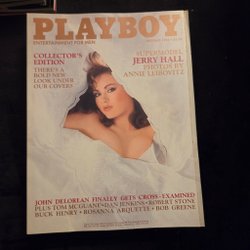 PLAYBOY
ENTERTAINMENT FOR MEN
COLLECTOR'S
EDITION
THERE'S A
BOLD NEW
LOOK UNDER
OUR COVERS
SUPERMODEL
JERRY HALL
PHOTOS BY
ANNIE LEIBOVITZ
JOHN DELOREAN FINALLY GETS CROSS-EXAMINED
PLUS TOM MCGUANE • DAN JENKINS • ROBERT STONE
BUCK HENRY • ROSANNA ARQUETTE • BOB GREENE